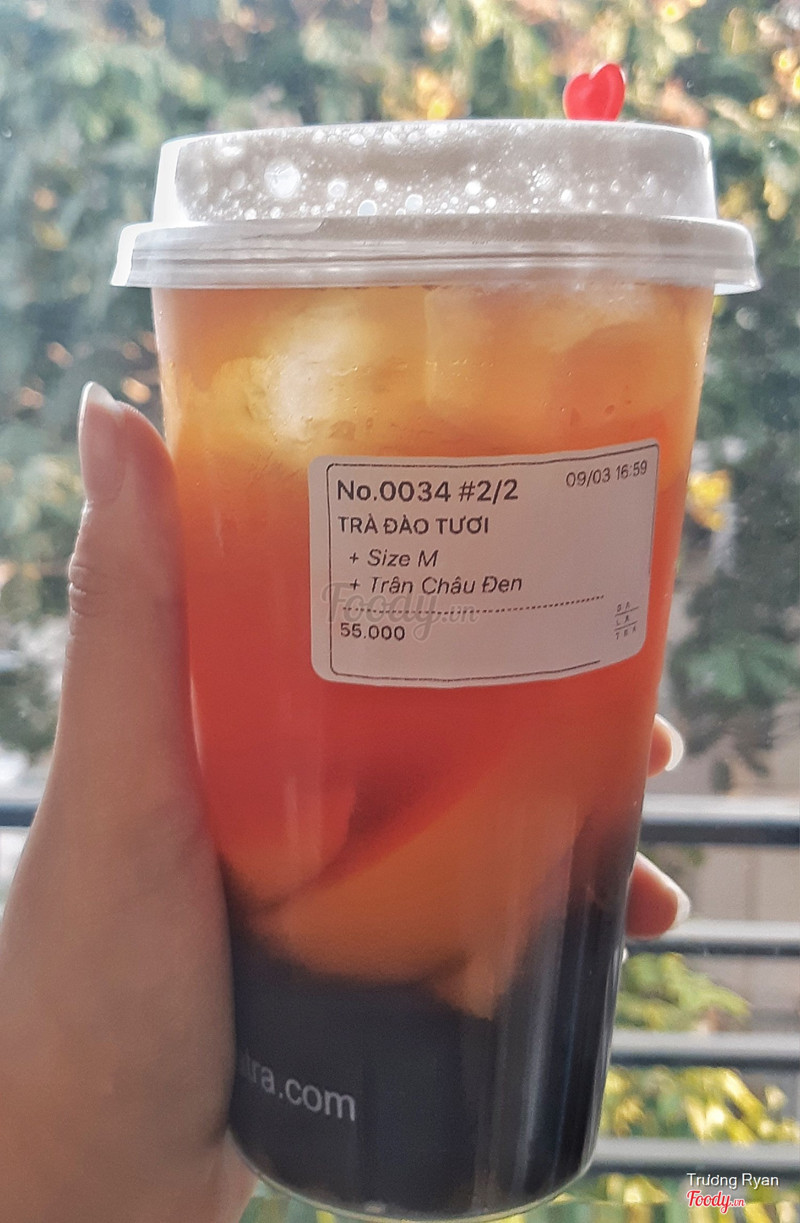 No.0034 #2/2
09/03 16:59
TRÀ ĐÀO TƯƠI
+ Size M
+ Trân Châu Đen
Foody.vn
55.000
tra.com
Trương Ryan
Foody.vn